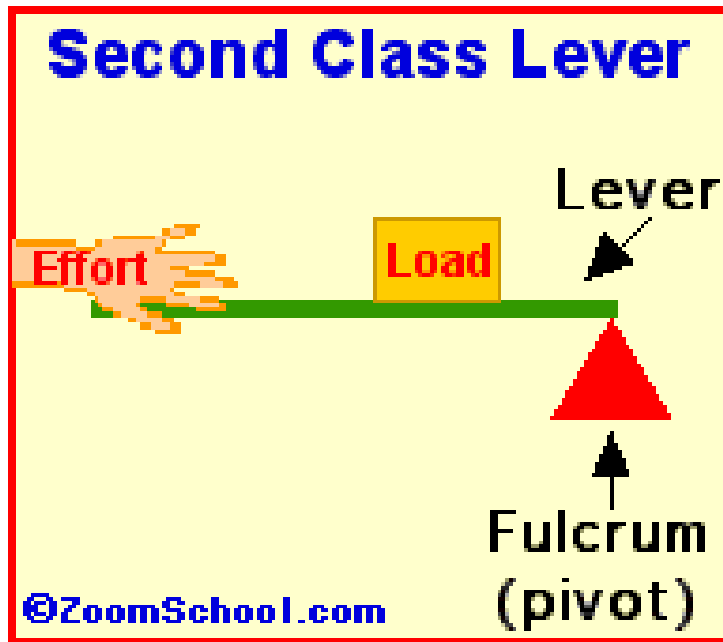 Second Class Lever
Lever
Effort
Load
Fulcrum
(pivot)
©ZoomSchool.com